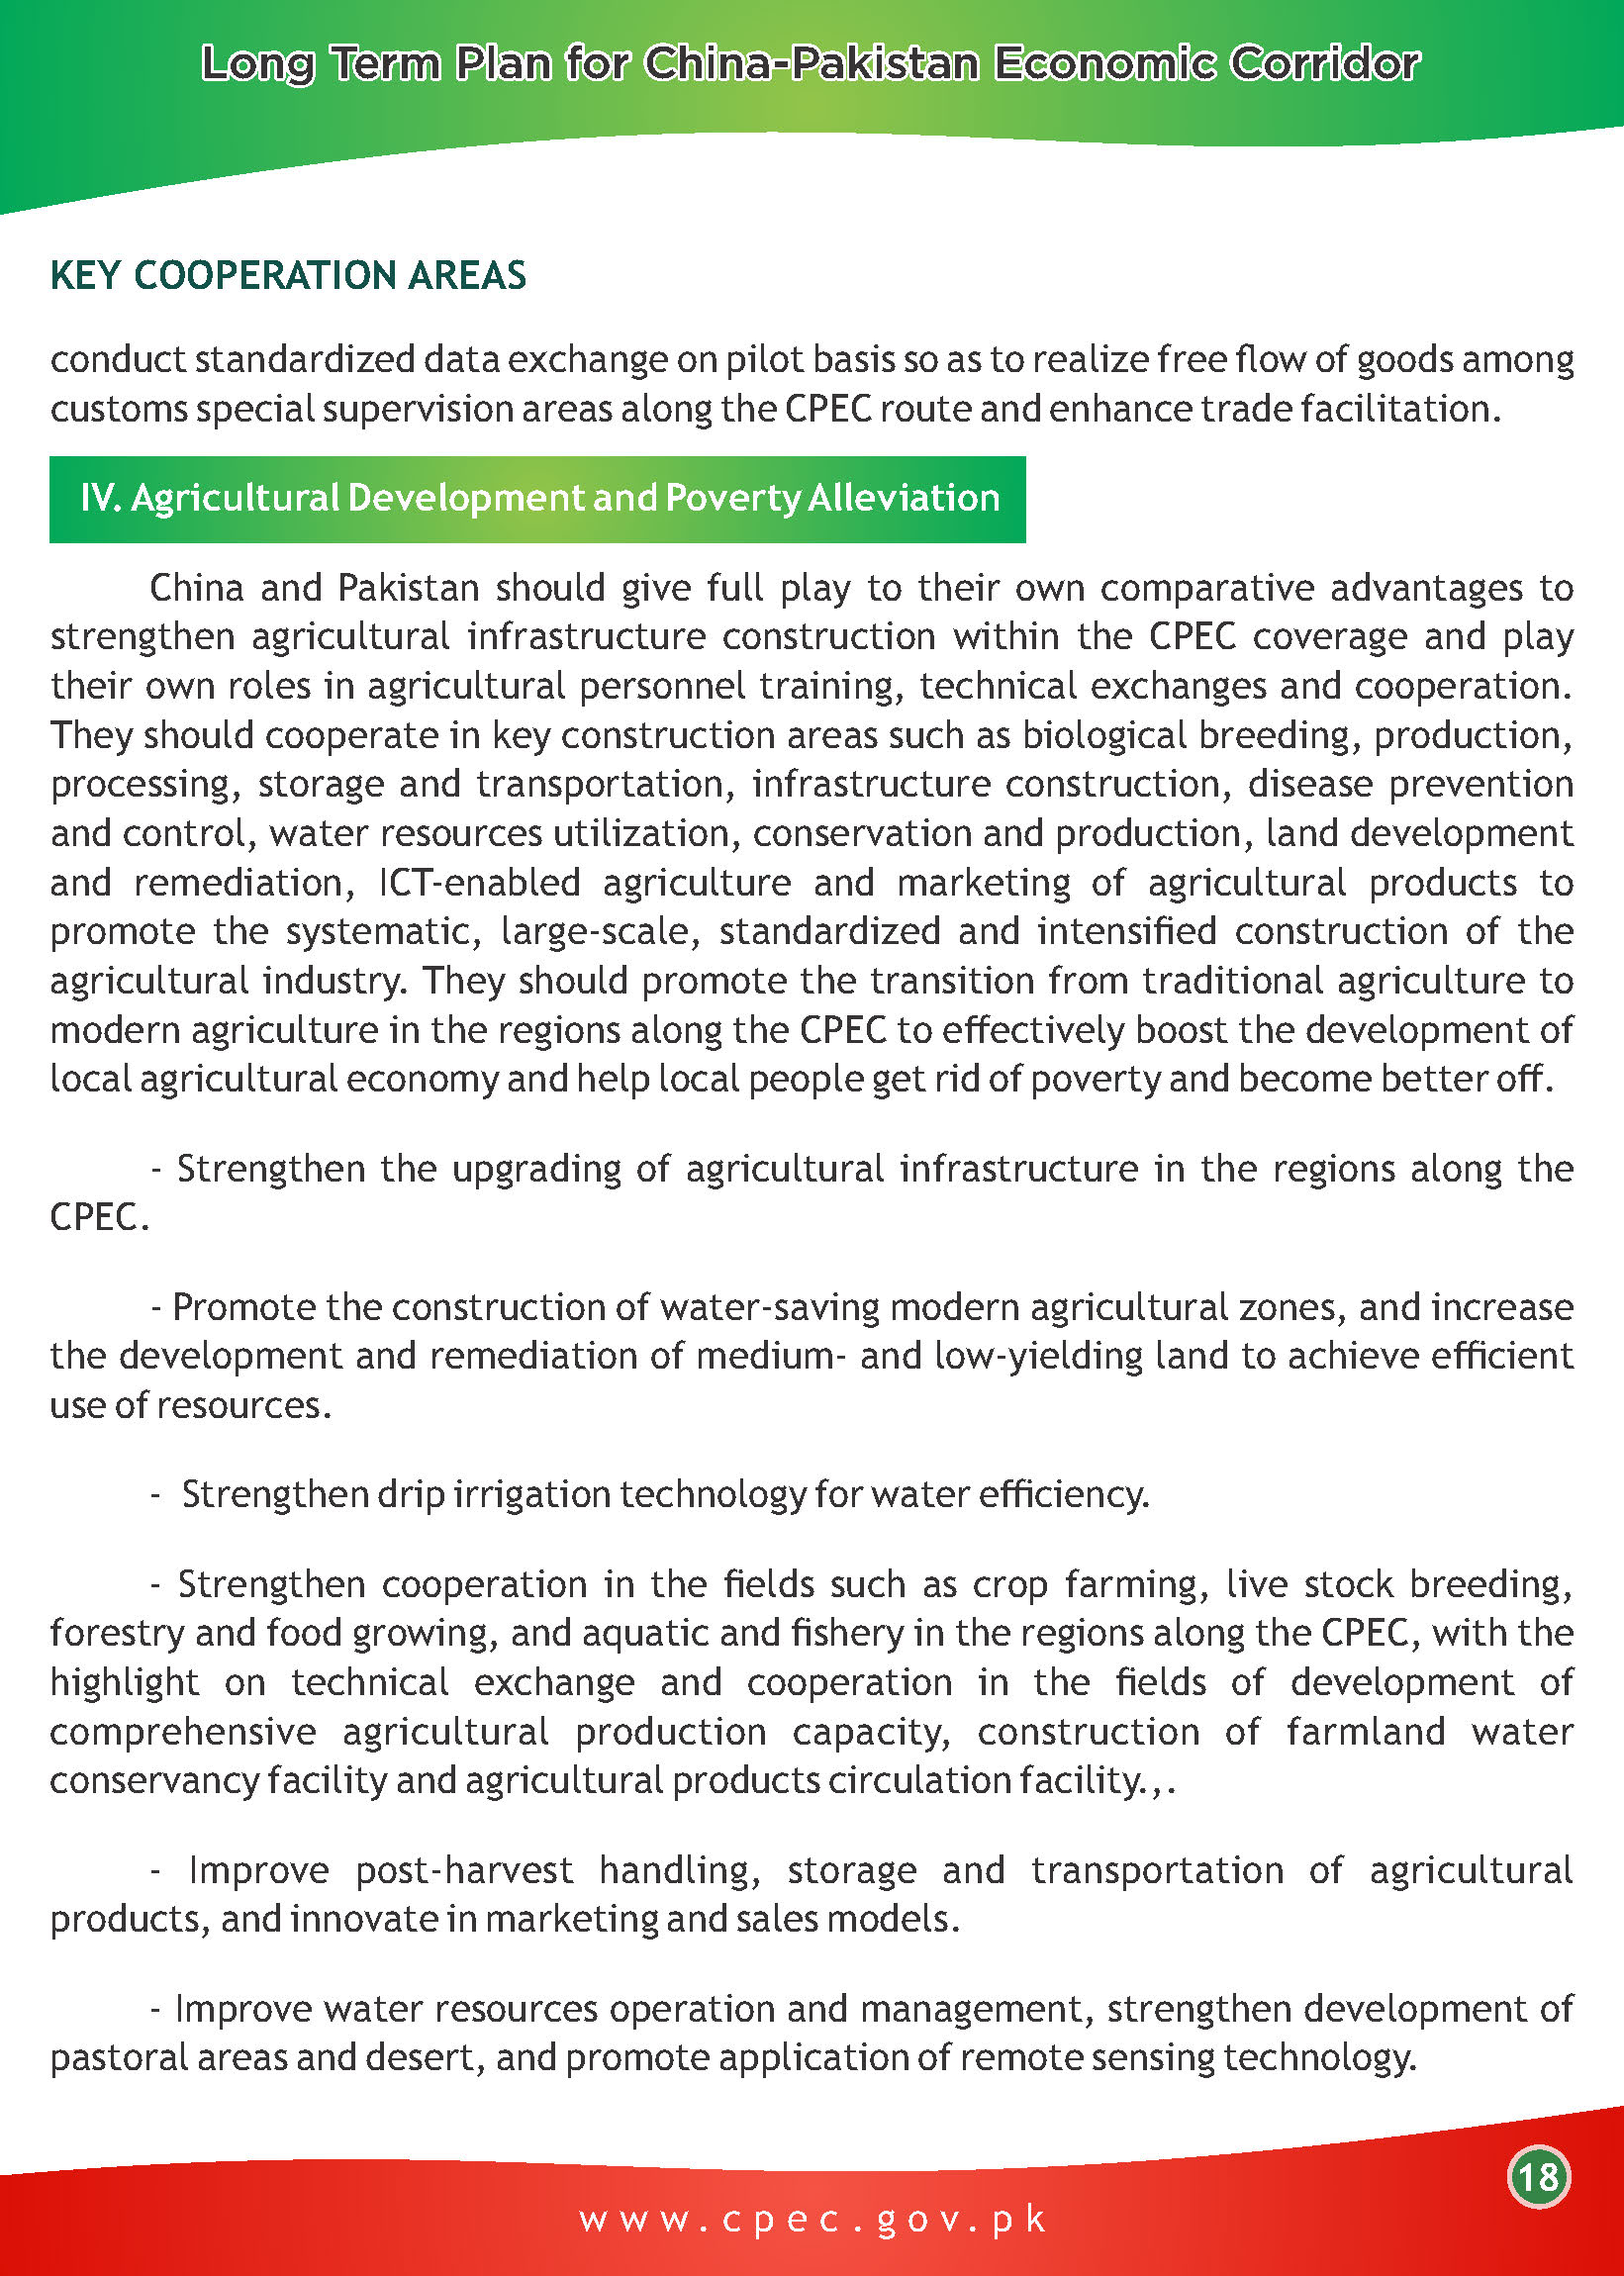 Long Term Plan for China-Pakistan Economic Corridor
KEY COOPERATION AREAS
conduct standardized data exchange on pilot basis so as to realize free flow of goods among
customs special supervision areas along the CPEC route and enhance trade facilitation.
IV. Agricultural Development and Poverty Alleviation
China and Pakistan should give full play to their own comparative advantages to
strengthen agricultural infrastructure construction within the CPEC coverage and play
their own roles in agricultural personnel training, technical exchanges and cooperation.
They should cooperate in key construction areas such as biological breeding, production,
processing, storage and transportation, infrastructure construction, disease prevention
and control, water resources utilization, conservation and production, land development
and remediation, ICT-enabled agriculture and marketing of agricultural products to
promote the systematic, large-scale, standardized and intensified construction of the
agricultural industry. They should promote the transition from traditional agriculture to
modern agriculture in the regions along the CPEC to effectively boost the development of
local agricultural economy and help local people get rid of poverty and become better off.
- Strengthen the upgrading of agricultural infrastructure in the regions along the
CPEC.
- Promote the construction of water-saving modern agricultural zones, and increase
the development and remediation of medium- and low-yielding land to achieve efficient
use of resources.
- Strengthen drip irrigation technology for water efficiency.
- Strengthen cooperation in the fields such as crop farming, live stock breeding,
forestry and food growing, and aquatic and fishery in the regions along the CPEC, with the
highlight on technical exchange and cooperation in the fields of development of
comprehensive agricultural production capacity, construction of farmland water
conservancy facility and agricultural products circulation facility.,.
- Improve post-harvest handling, storage and transportation of agricultural
products, and innovate in marketing and sales models.
- Improve water resources operation and management, strengthen development of
pastoral areas and desert, and promote application of remote sensing technology.
18
www.cpec.gov.pk